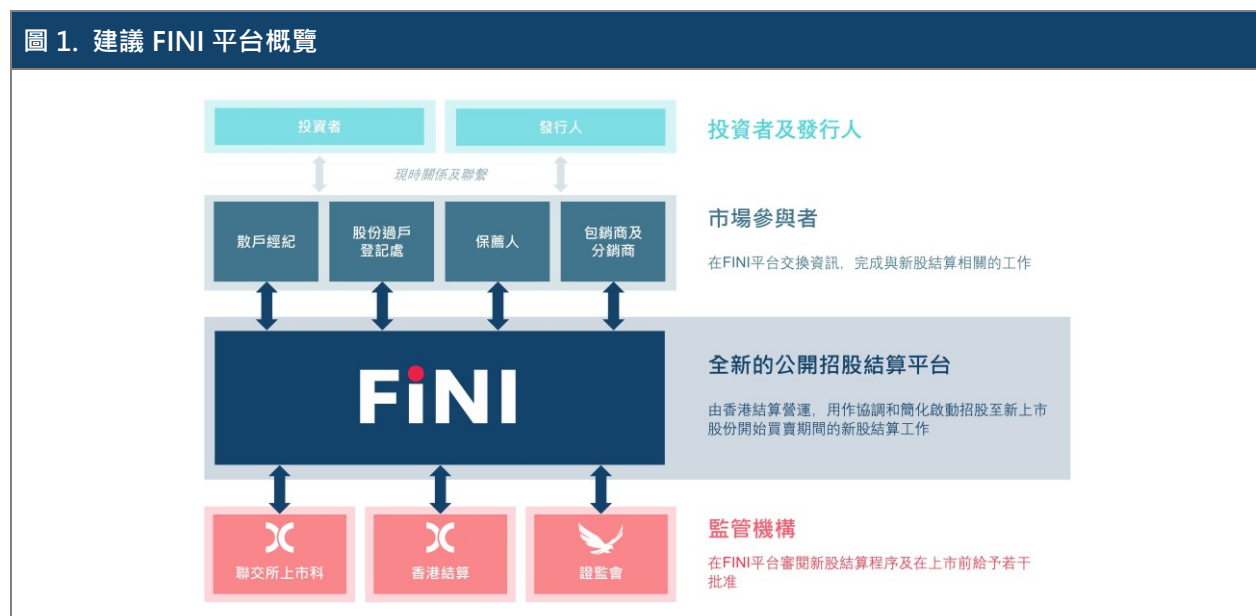 圖 1. 建議 FINI 平台概覽
投資者
發行人
投資者及發行人
現時關係及聯繫
散戶經紀
股份過戶
登記處
保薦人
包銷商及
分銷商
市場參與者
在FINI平台交換資訊，完成與新股結算相關的工作
FiNI
全新的公開招股結算平台
由香港結算營運，用作協調和簡化啟動招股至新上市
股份開始買賣期間的新股結算工作
聯交所上市科
香港結算
證監會
監管機構
在FINI平台審閱新股結算程序及在上市前給予若干
批准